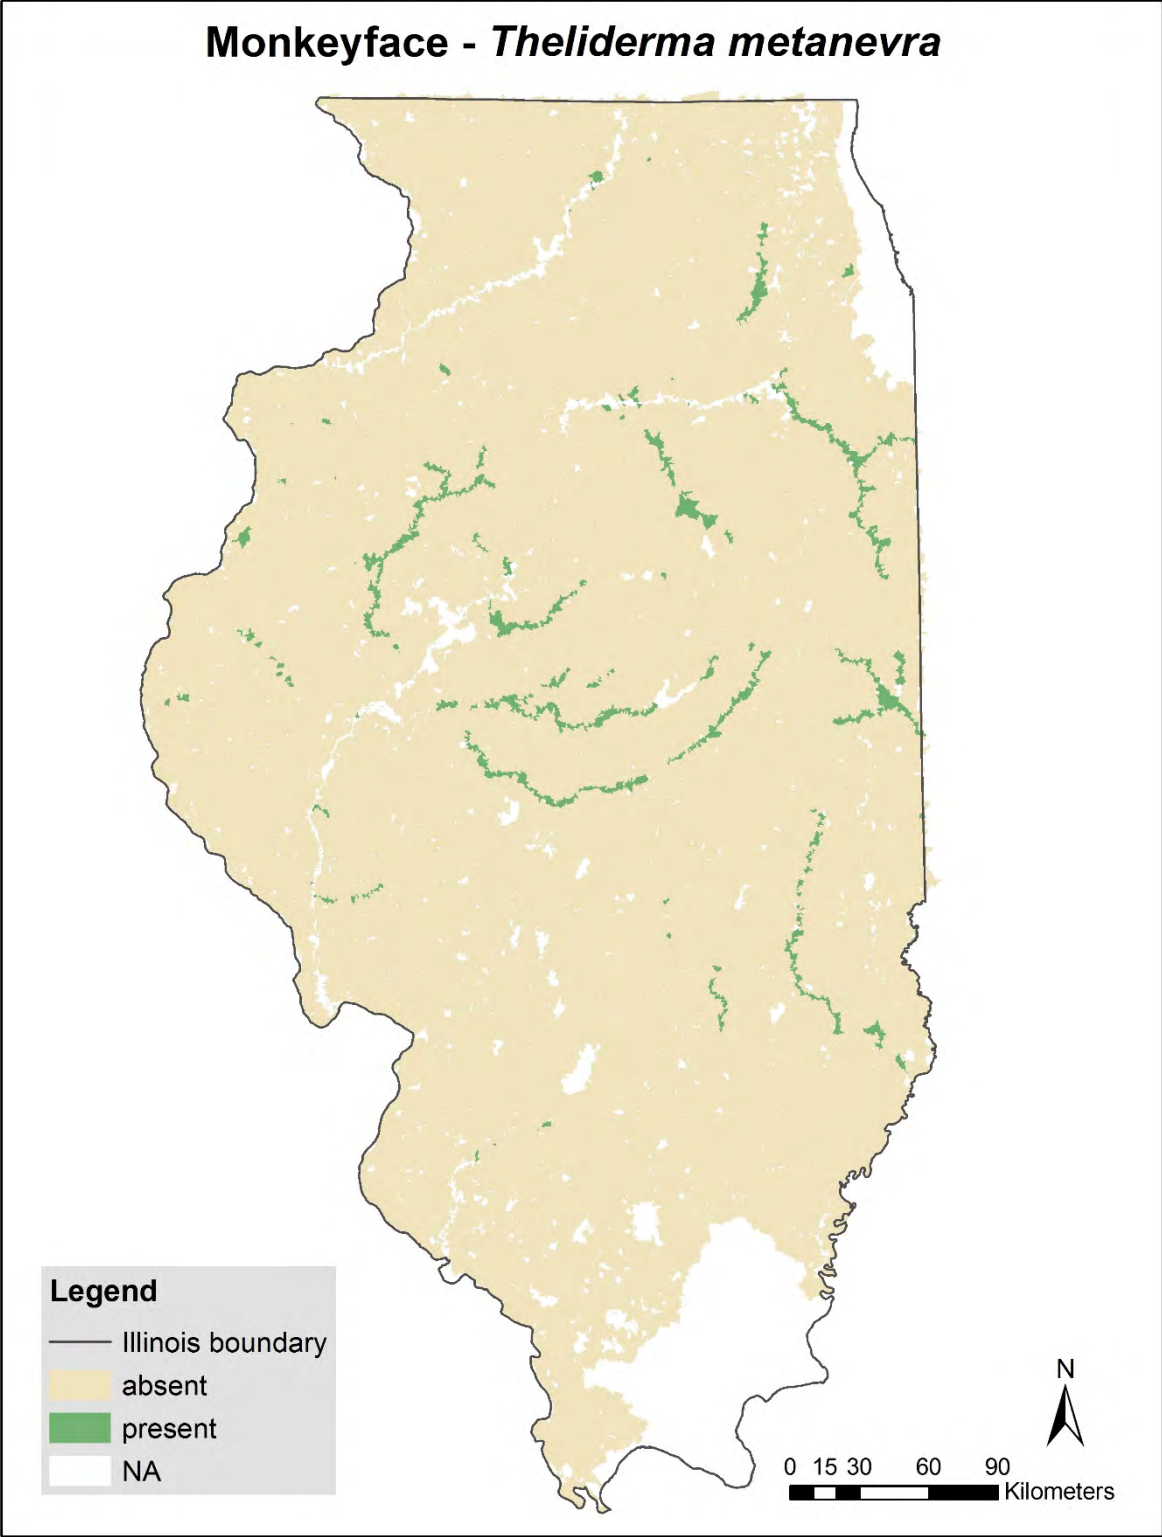 Monkeyface - Theliderma metanevra
Legend
Illinois boundary
absent
present
NA
N
0 15 30 60 90
Kilometers